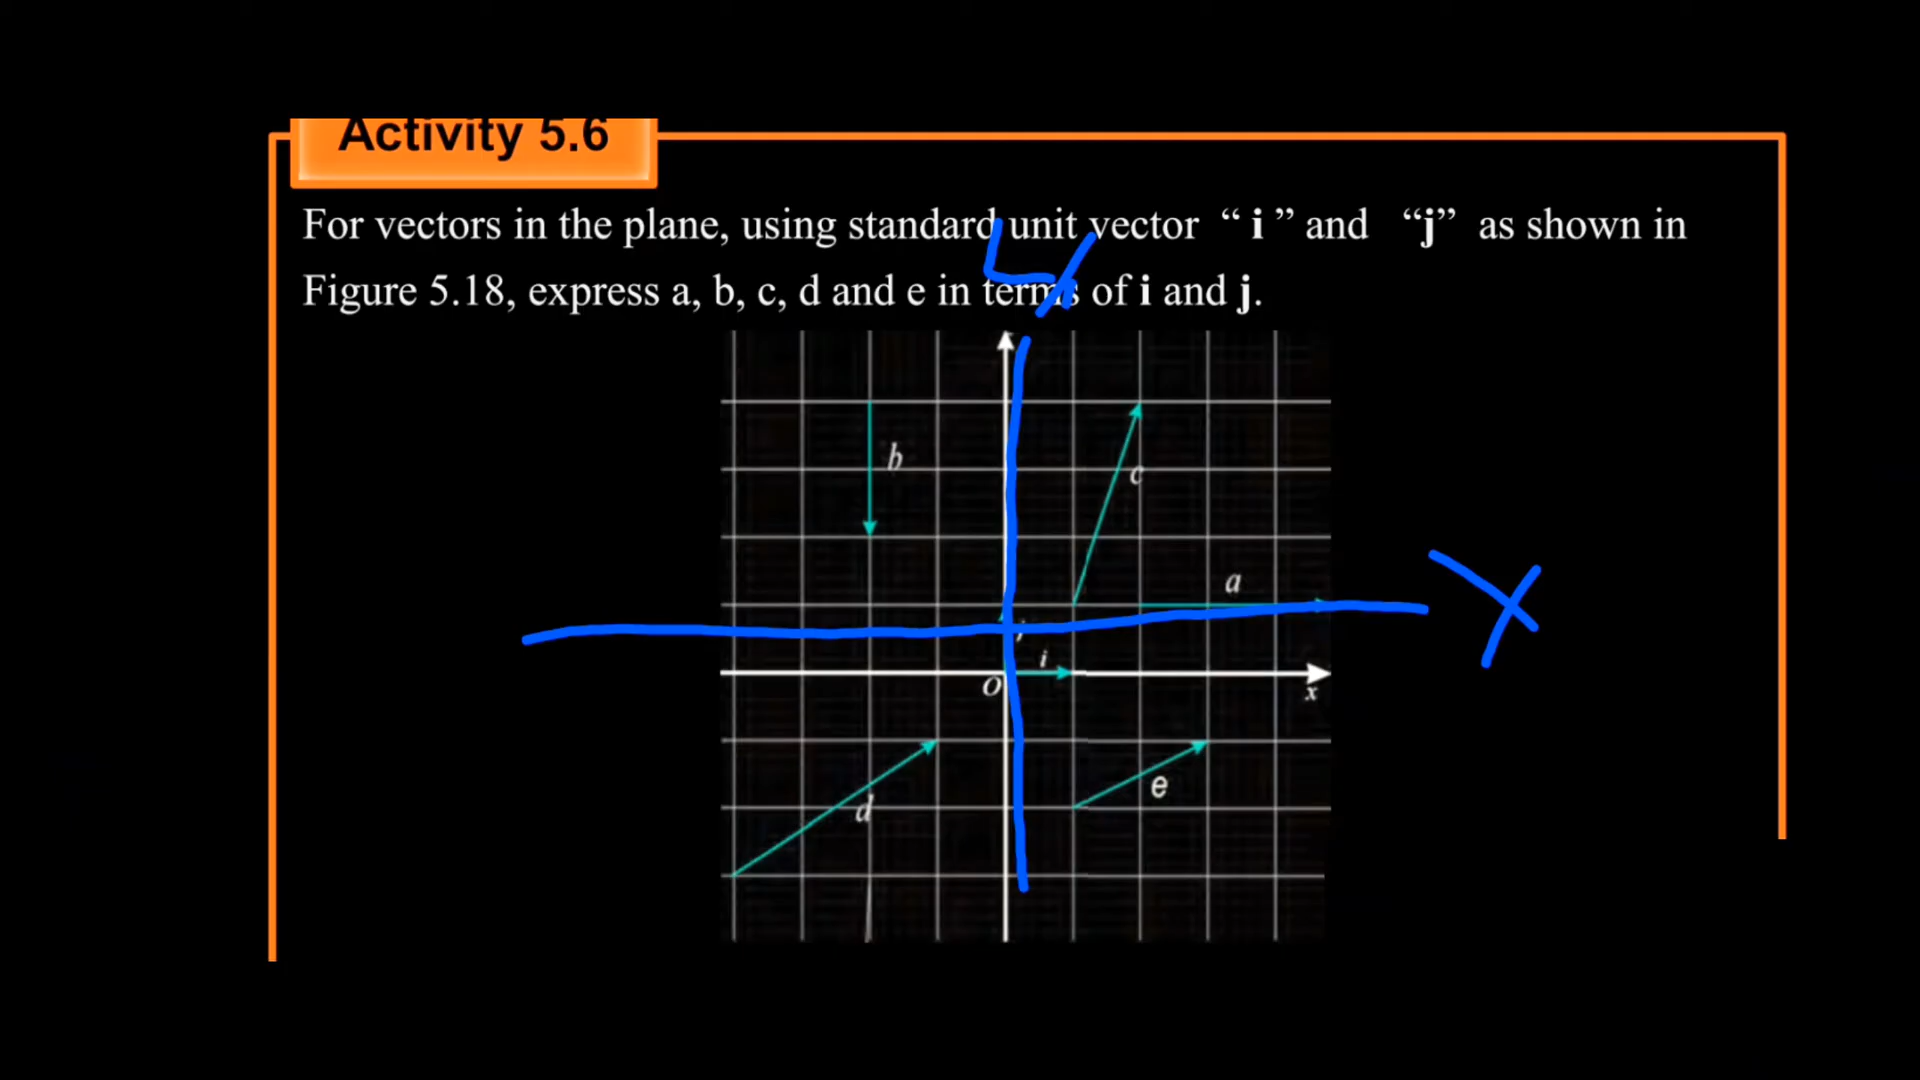 Activity 5.6
For vectors in the plane, using standard unit vector “ i ” and “j” as shown in
Figure 5.18, express a, b, c, d and e in terms of i and j.
y
b
c
a
x
j
i
O
x
e
d